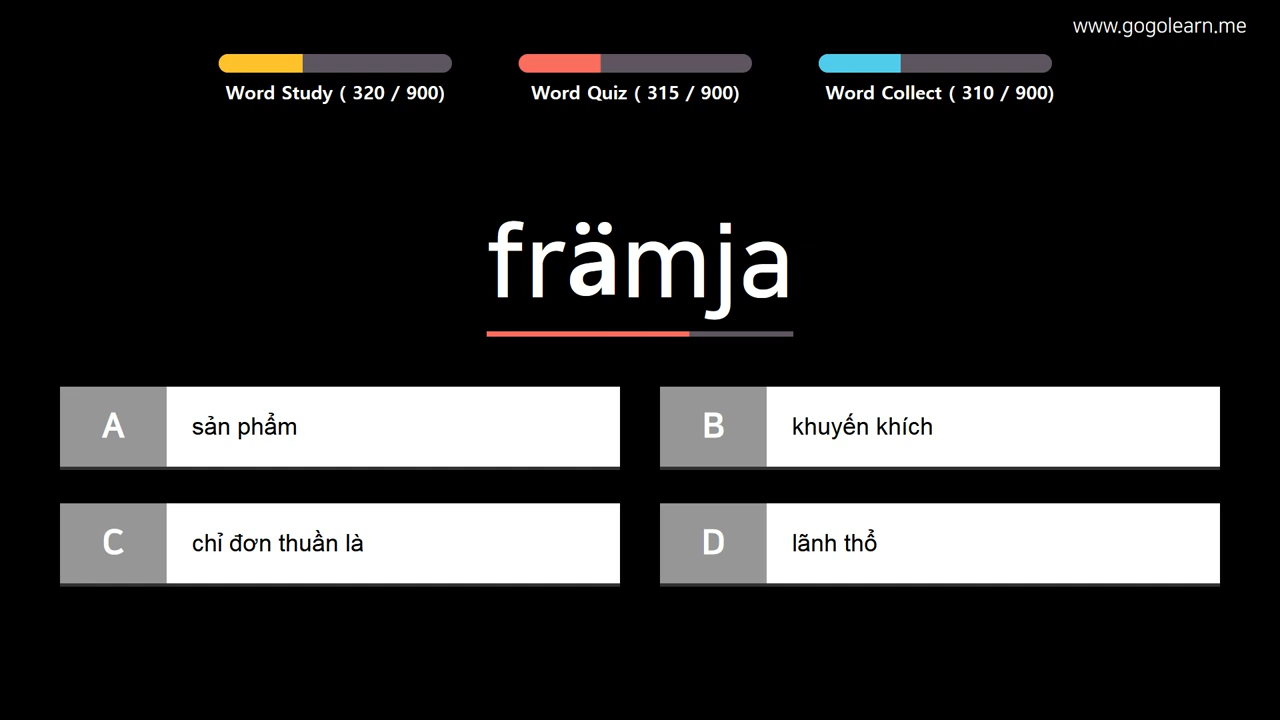 www.gogolearn.me
Word Study ( 320 / 900)
Word Quiz ( 315 / 900)
Word Collect ( 310 / 900)
främja
A
sản phẩm
B
khuyến khích
C
chỉ đơn thuần là
D
lãnh thổ